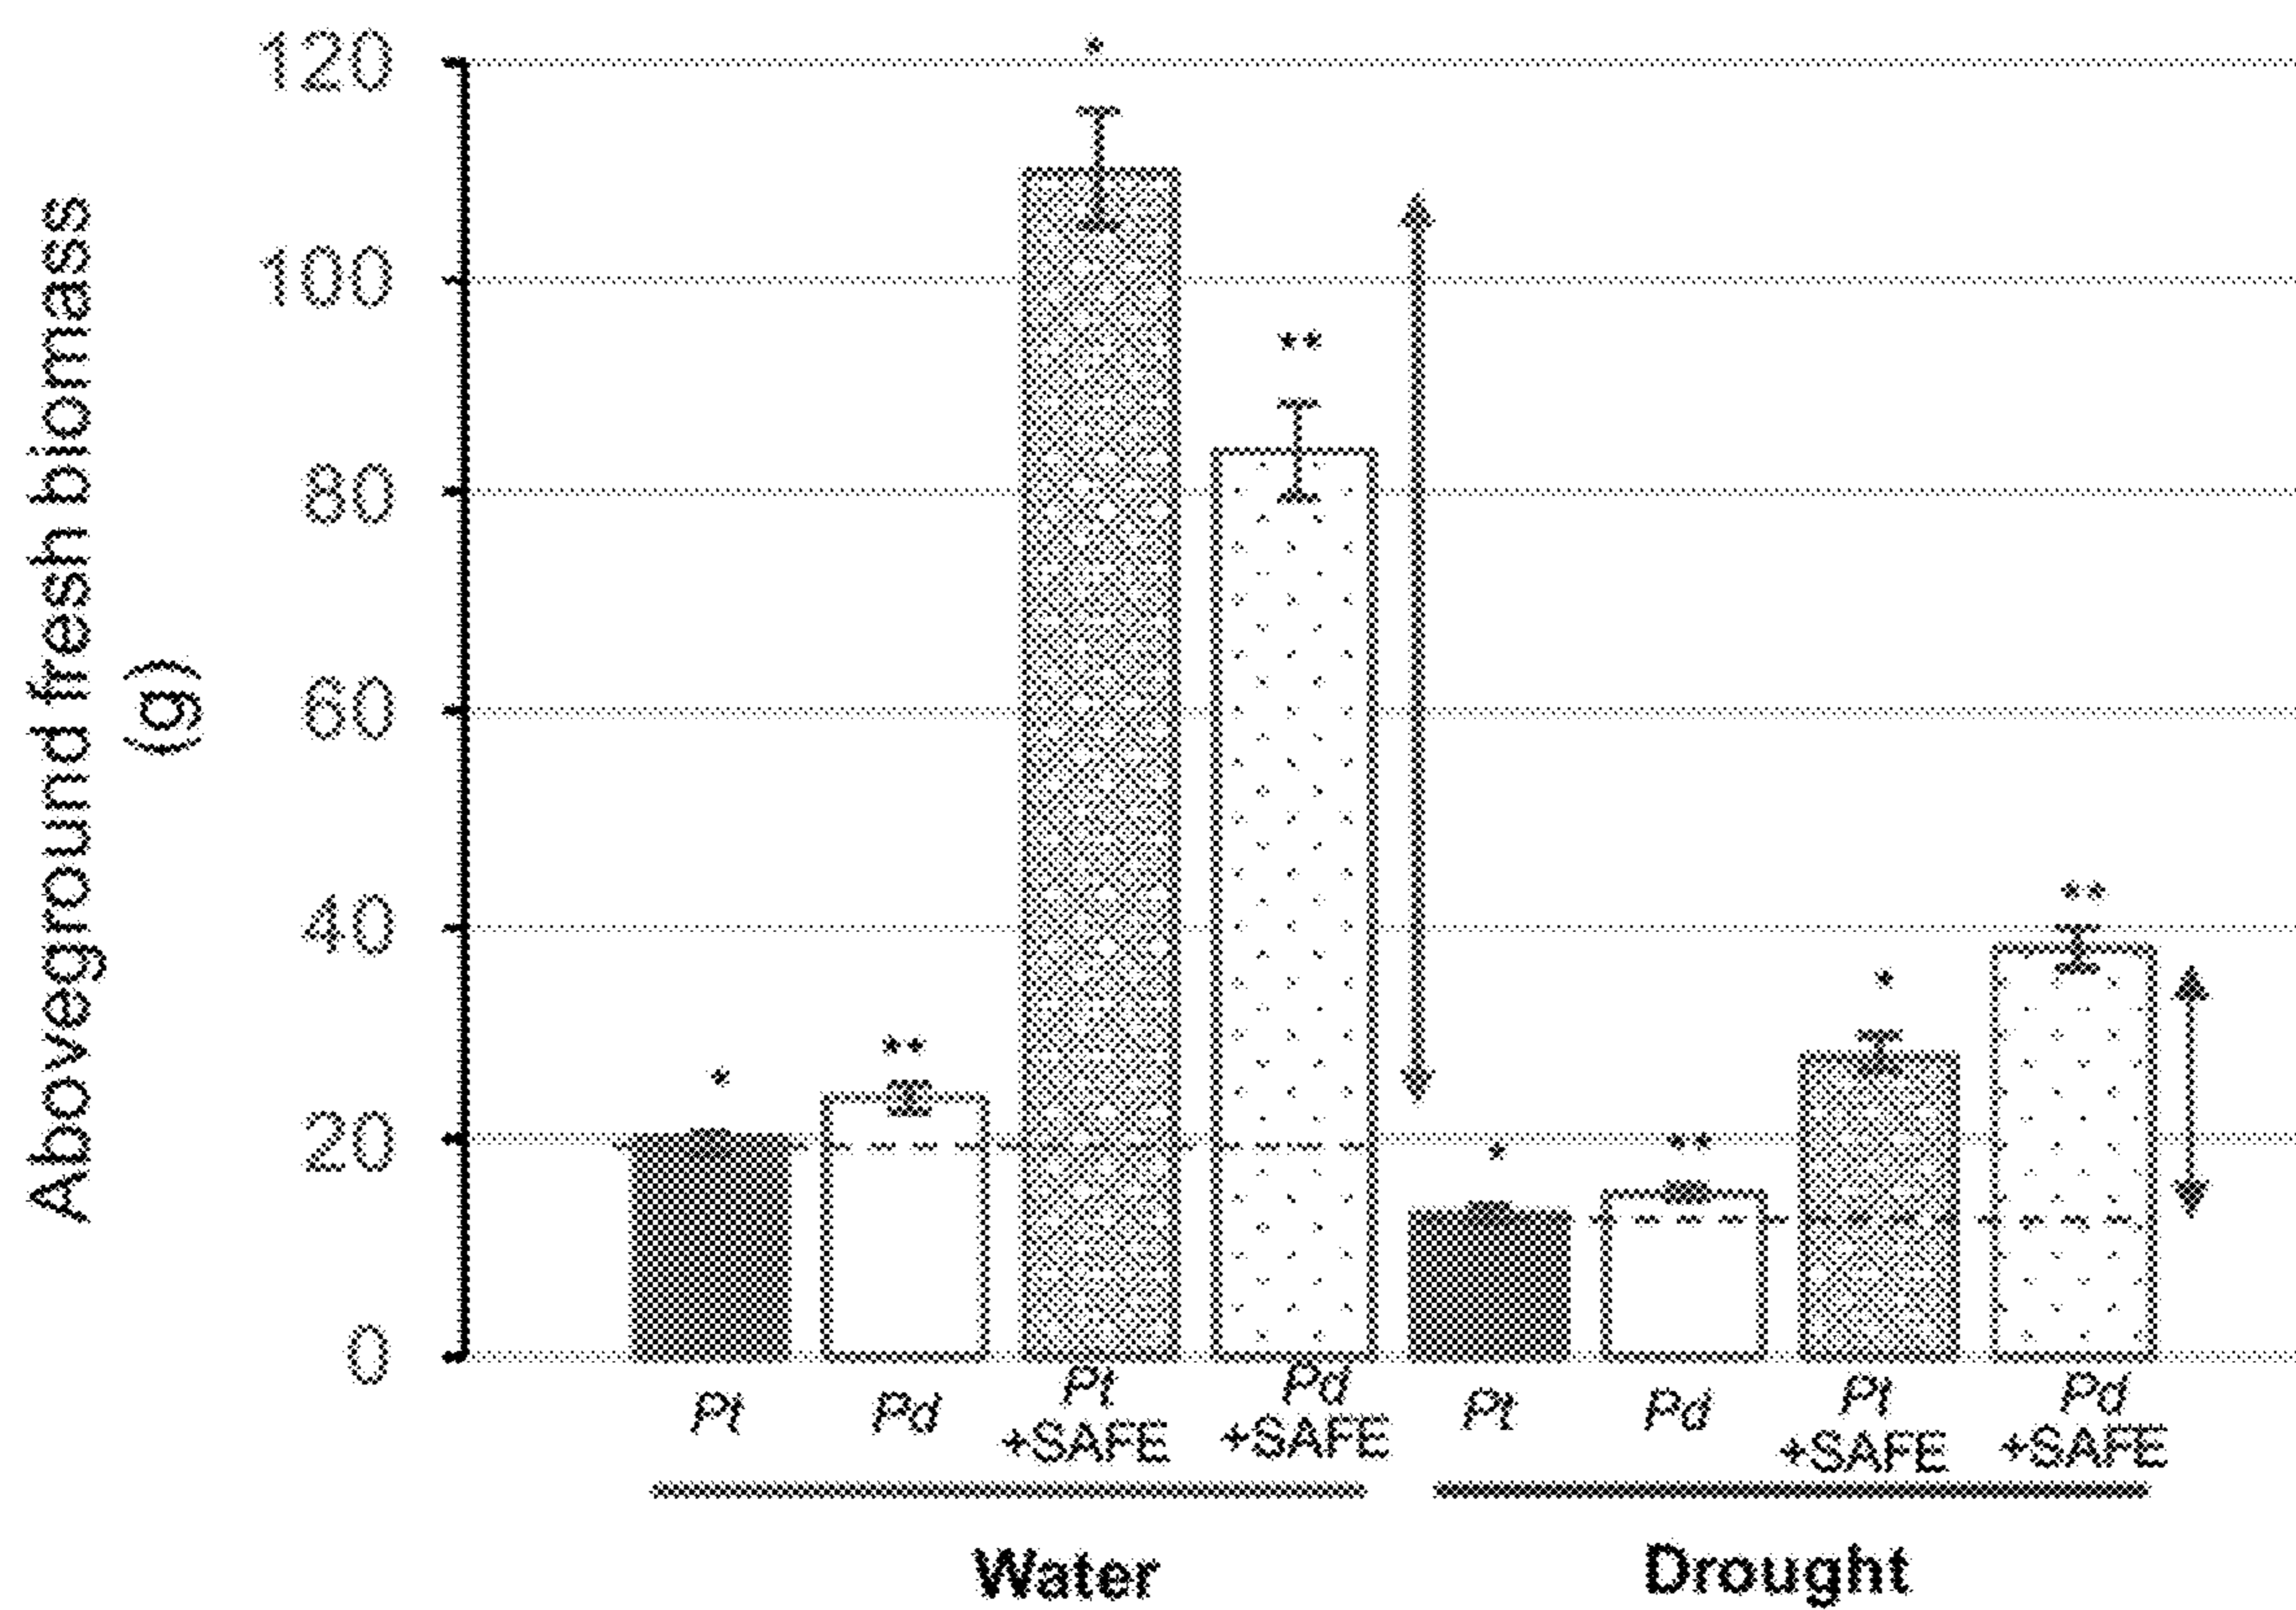 Aboveground fresh biomass
(g)
120
100
80
60
40
20
0
*
**
*
**
*
**
*
**
Pt
Pd
Pt
+SAFE
Pd
+SAFE
Pt
Pd
Pt
+SAFE
Pd
+SAFE
Water
Drought